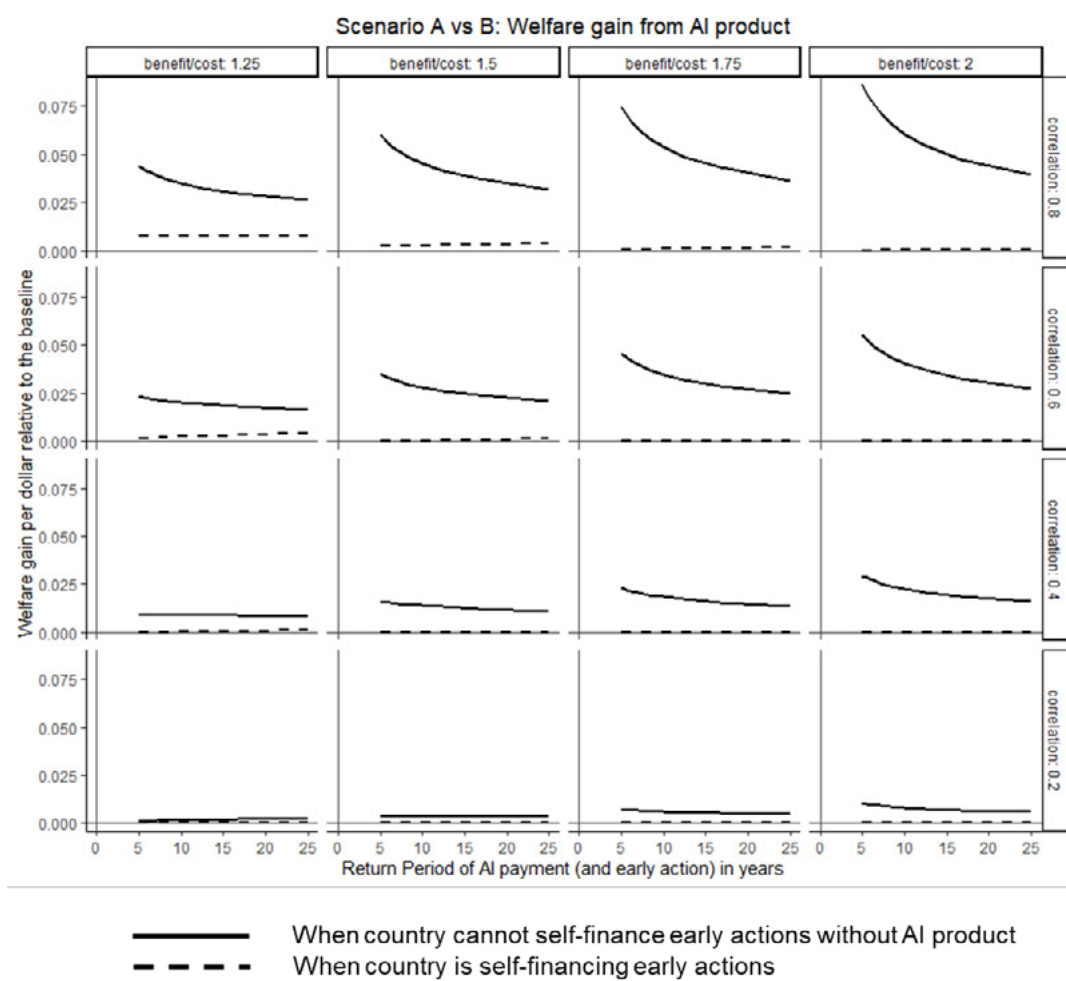 Scenario A vs B: Welfare gain from AI product
benefit/cost: 1.25
benefit/cost: 1.5
benefit/cost: 1.75
benefit/cost: 2
Welfare gain per dollar relative to the baseline
0.075
0.050
0.025
0.000
correlation: 0.8
0.075
0.050
0.025
0.000
correlation: 0.6
0.075
0.050
0.025
0.000
correlation: 0.4
0.075
0.050
0.025
0.000
correlation: 0.2
0 5 10 15 20 25
0 5 10 15 20 25
0 5 10 15 20 25
0 5 10 15 20 25
Return Period of AI payment (and early action) in years
When country cannot self-finance early actions without AI product
When country is self-financing early actions